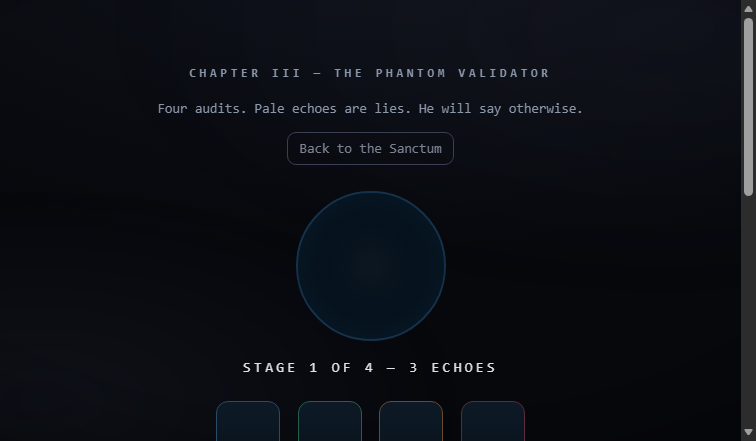 CHAPTER III — THE PHANTOM VALIDATOR
Four audits. Pale echoes are lies. He will say otherwise.
Back to the Sanctum
STAGE 1 OF 4 — 3 ECHOES